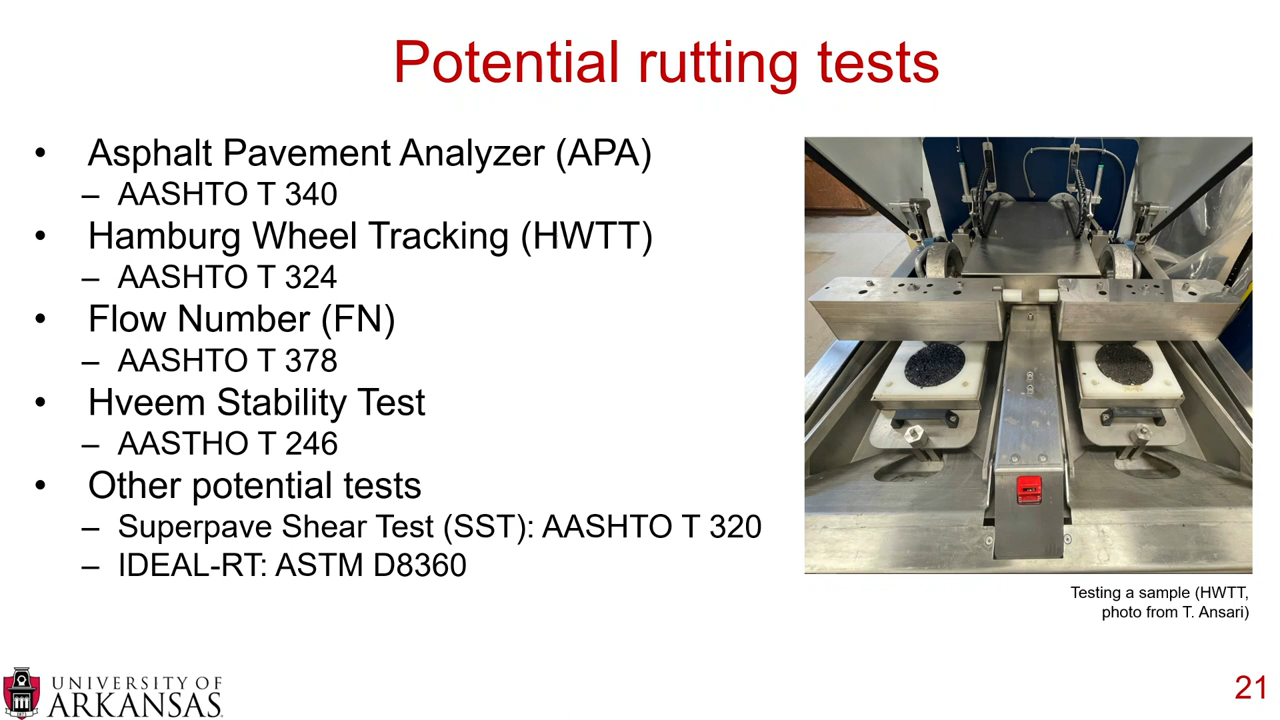 Potential rutting tests
• Asphalt Pavement Analyzer (APA)
– AASHTO T 340
• Hamburg Wheel Tracking (HWTT)
– AASHTO T 324
• Flow Number (FN)
– AASHTO T 378
• Hveem Stability Test
– AASTHO T 246
• Other potential tests
– Superpave Shear Test (SST): AASHTO T 320
– IDEAL-RT: ASTM D8360
Testing a sample (HWTT,
photo from T. Ansari)
UNIVERSITY OF
ARKANSAS
21